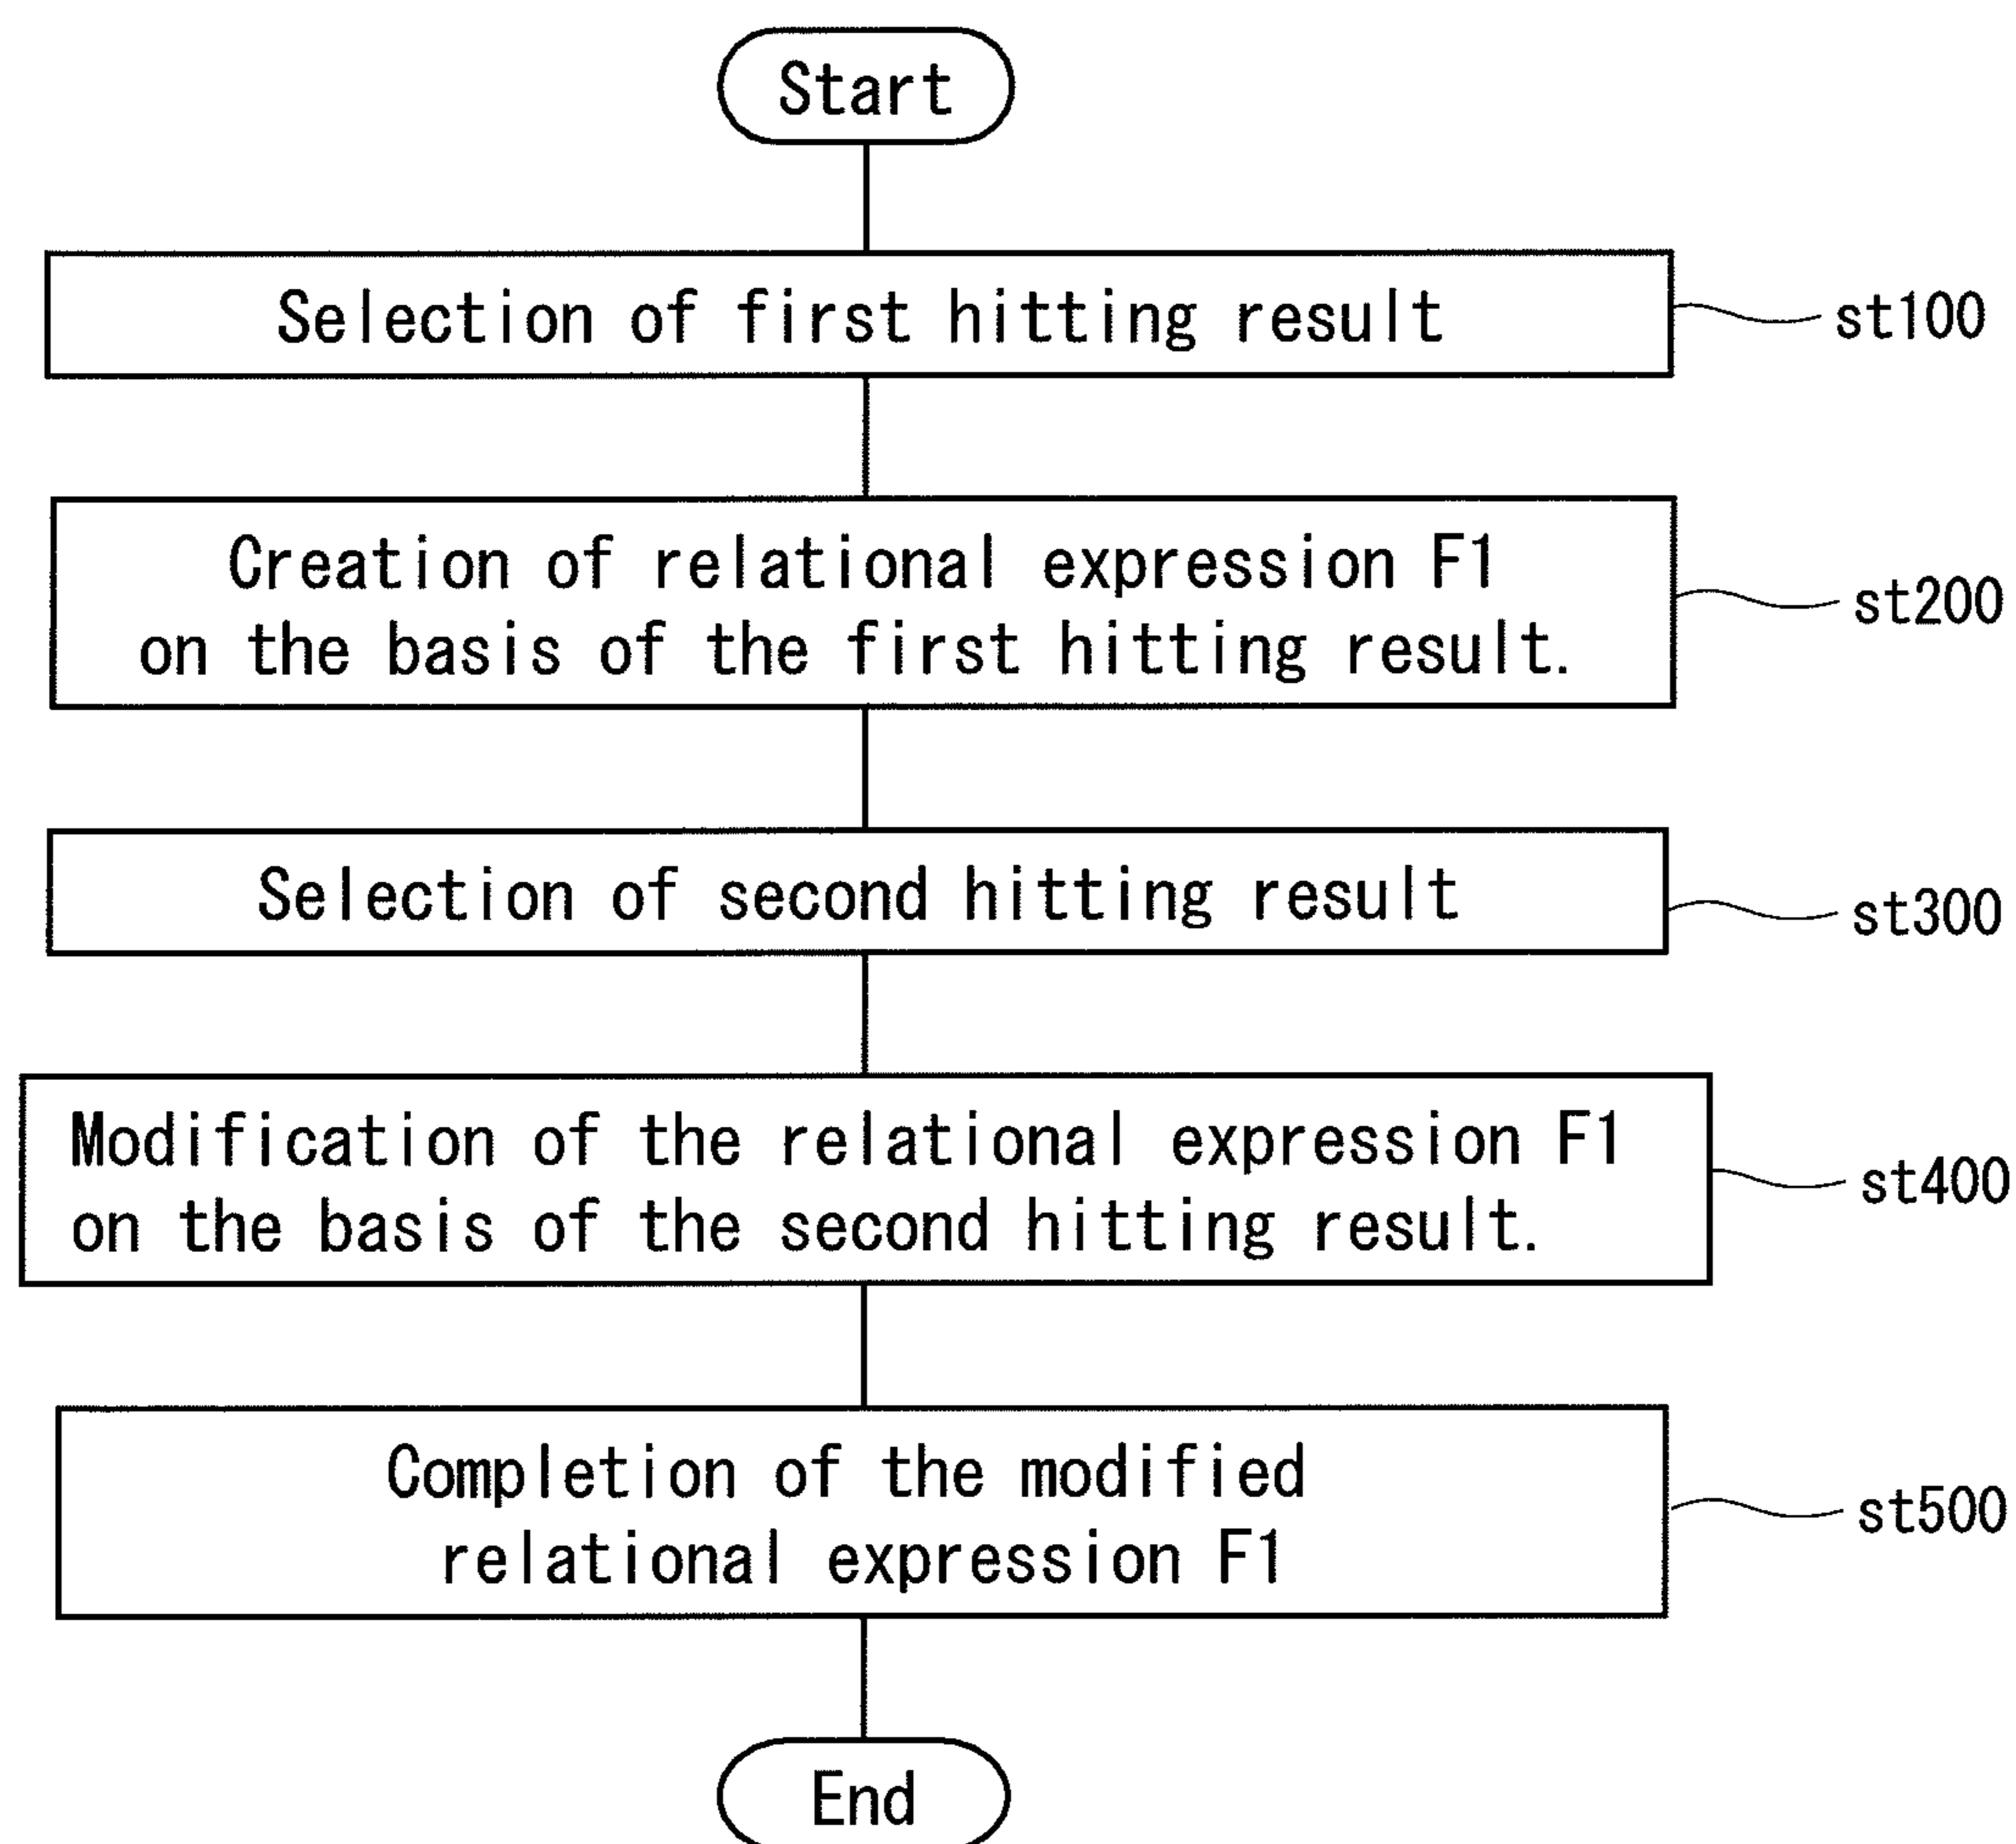 Start
Selection of first hitting result
st100
Creation of relational expression F1
on the basis of the first hitting result.
st200
Selection of second hitting result
st300
Modification of the relational expression F1
on the basis of the second hitting result.
st400
Completion of the modified
relational expression F1
st500
End